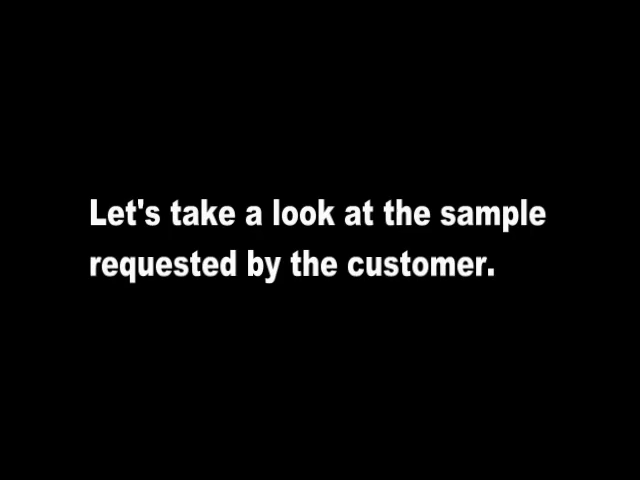 Let's take a look at the sample
requested by the customer.